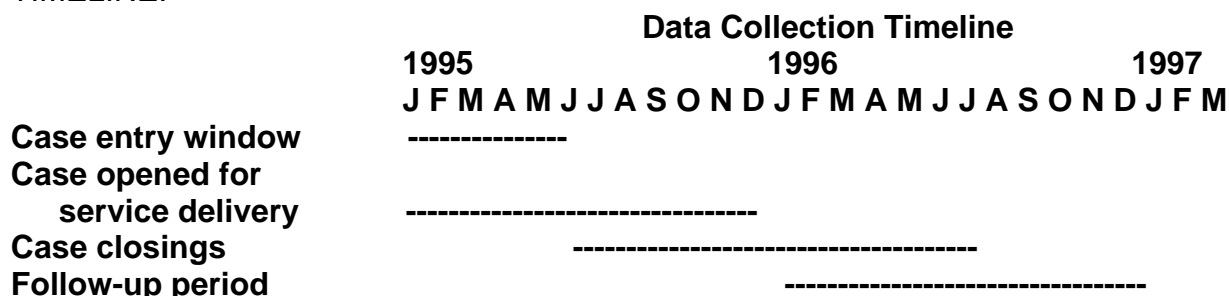 Data Collection Timeline
1995 1996 1997
J F M A M J J A S O N D J F M A M J J A S O N D J F M
Case entry window ---------------
Case opened for
service delivery ---------------------------------
Case closings --------------------------------------
Follow-up period ----------------------------------